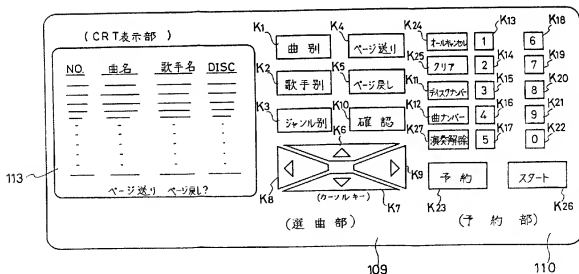 (CRT表示部)
NO. 曲名 歌手名 DISC
ページ送り ページ戻し?
113
K1 曲別
K2 歌手別
K3 ジャンル別
K4 ページ送り
K5 ページ戻し
K10 確認
K6
K8
K9
(カーソルキー)
K7
(選曲部)
109
K24 オールキャンセル
K25 クリア
K11 ディスクナンバー
K12 曲ナンバー
K27 演奏解除
K13 1
K14 2
K15 3
K16 4
K17 5
K18 6
K19 7
K20 8
K21 9
K22 0
予約
K23
スタート
K26
(予約部)
110